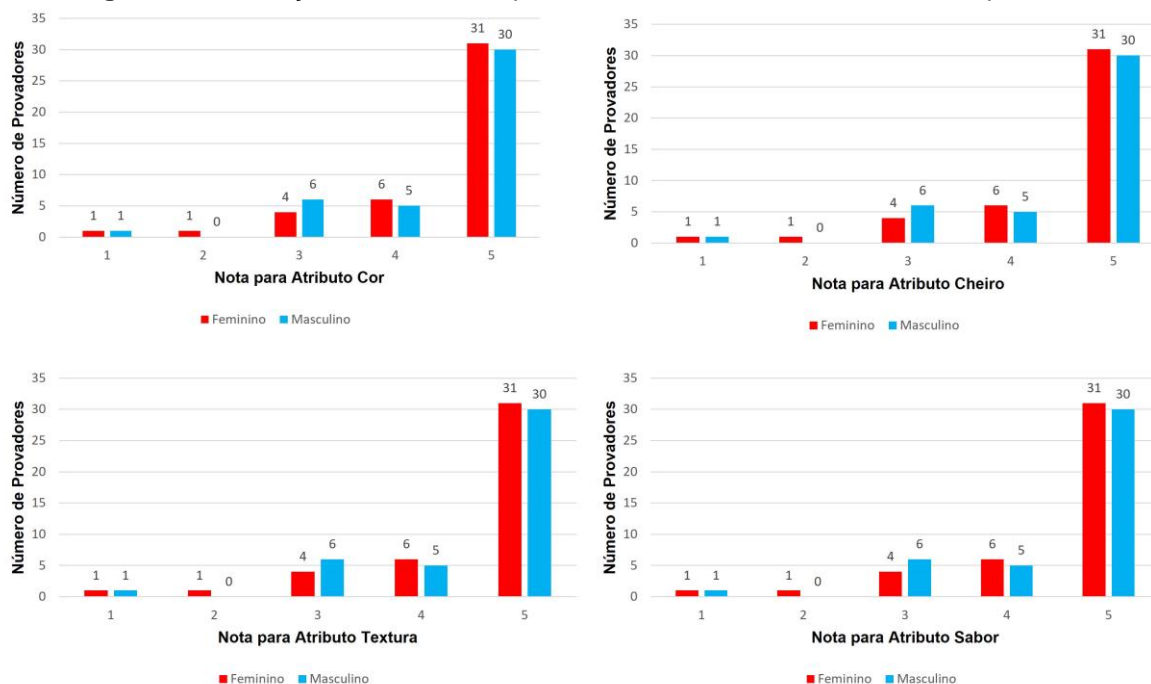 35
30
25
20
15
10
5
0
Número de Provadores
1 1 1 0 4 6 6 5 31 30
1 2 3 4 5
Nota para Atributo Cor
Feminino Masculino
35
30
25
20
15
10
5
0
Número de Provadores
1 1 1 0 4 6 6 5 31 30
1 2 3 4 5
Nota para Atributo Cheiro
Feminino Masculino
35
30
25
20
15
10
5
0
Número de Provadores
1 1 1 0 4 6 6 5 31 30
1 2 3 4 5
Nota para Atributo Textura
Feminino Masculino
35
30
25
20
15
10
5
0
Número de Provadores
1 1 1 0 4 6 6 5 31 30
1 2 3 4 5
Nota para Atributo Sabor
Feminino Masculino